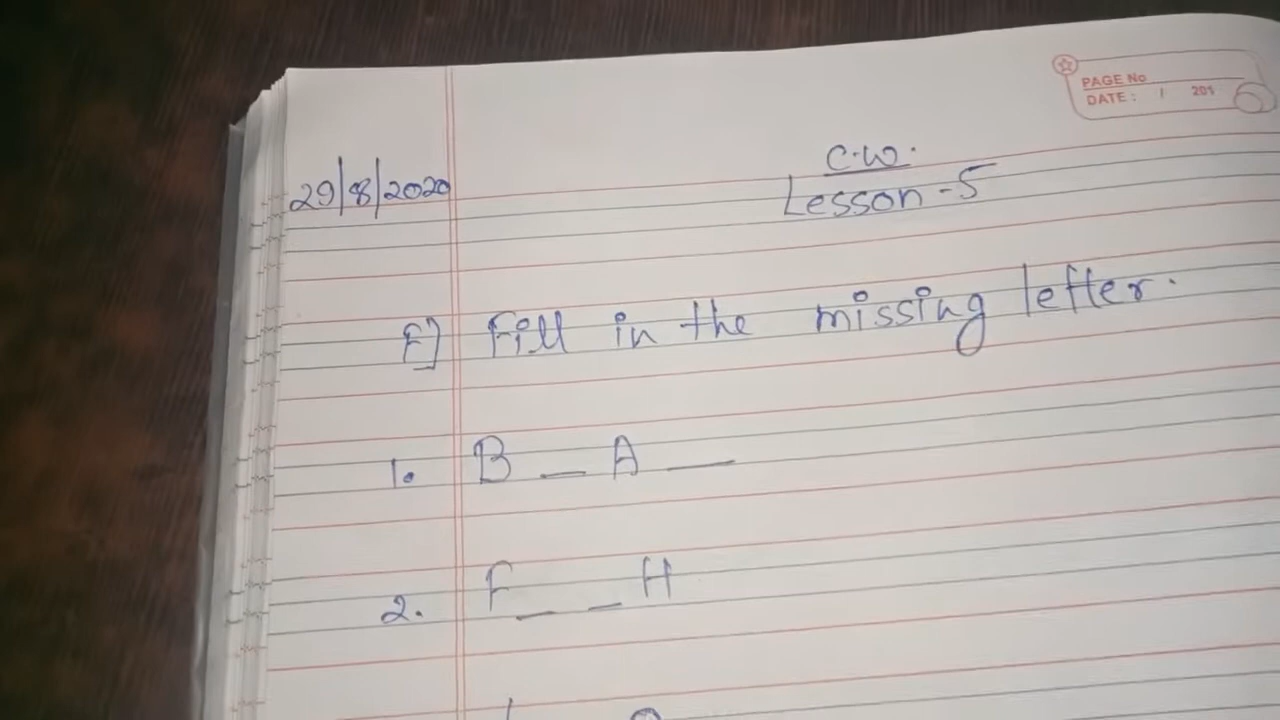 PAGE No
DATE : / 201
C.W.
29/8/2020
Lesson-5
F] Fill in the missing letter.
1. B _ A _
2. F _ _ H